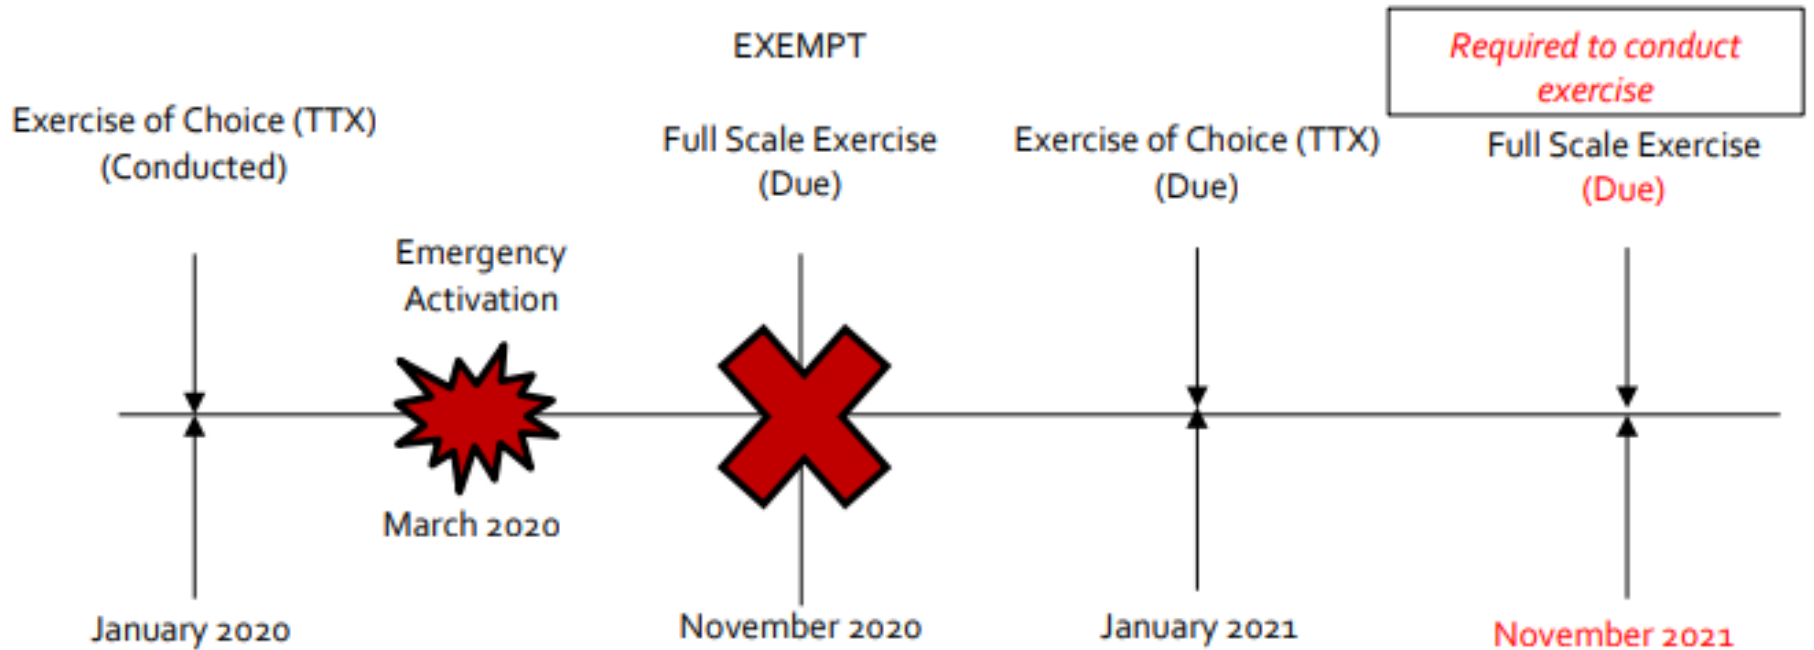 EXEMPT
Required to conduct
exercise
Exercise of Choice (TTX)
(Conducted)
Full Scale Exercise
(Due)
Exercise of Choice (TTX)
(Due)
Full Scale Exercise
(Due)
Emergency
Activation
March 2020
January 2020
November 2020
January 2021
November 2021